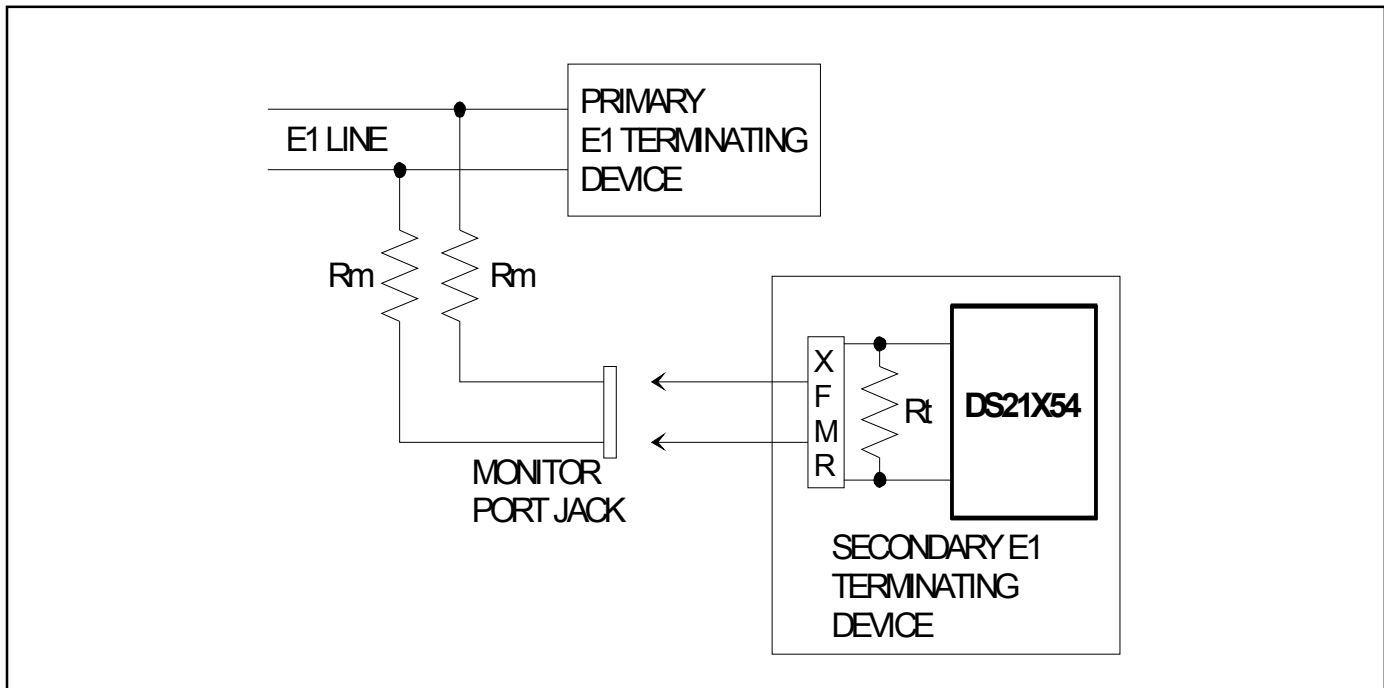 PRIMARY
E1 TERMINATING
DEVICE
E1 LINE
Rm
Rm
MONITOR
PORT JACK
X
F
M
R
Rt
DS21X54
SECONDARY E1
TERMINATING
DEVICE